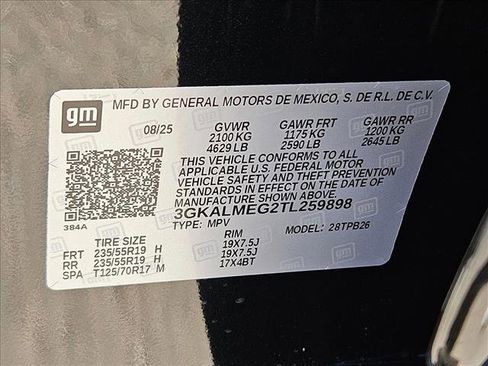 gm MFD BY GENERAL MOTORS DE MEXICO, S. DE R.L. DE C.V.
08/25 GVWR GAWR FRT GAWR RR
2100 KG 1175 KG 1200 KG
4629 LB 2590 LB 2645 LB
THIS VEHICLE CONFORMS TO ALL
APPLICABLE U.S. FEDERAL MOTOR
VEHICLE SAFETY AND THEFT PREVENTION
STANDARDS IN EFFECT ON THE DATE OF
MANUFACTURE SHOWN ABOVE.
3GKALMEG2TL259898
384A TYPE: MPV MODEL: 28TPB26
TIRE SIZE RIM
FRT 235/55R19 H 19X7.5J
RR 235/55R19 H 19X7.5J
SPA T125/70R17 M 17X4BT